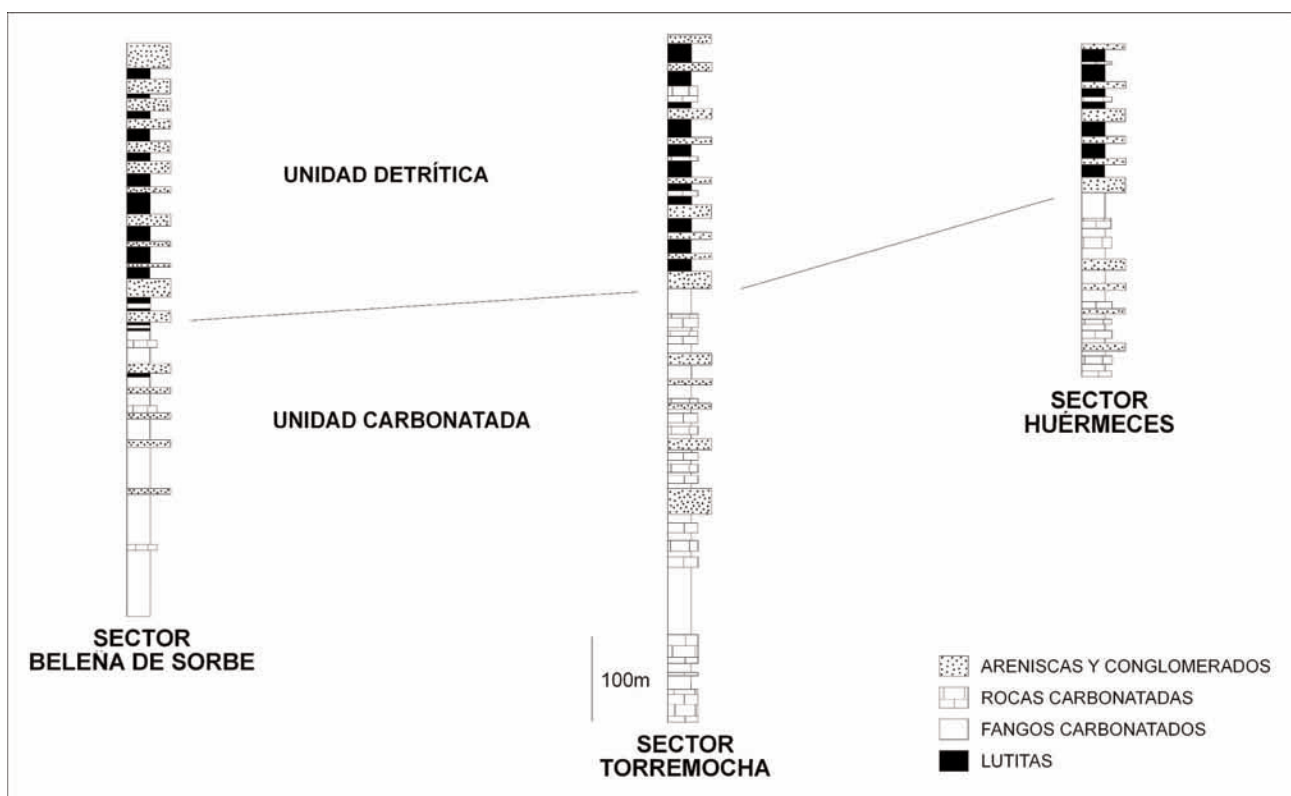 UNIDAD DETRÍTICA
UNIDAD CARBONATADA
SECTOR
BELEÑA DE SORBE
SECTOR
TORREMOCHA
SECTOR
HUÉRMECES
100m
ARENISCAS Y CONGLOMERADOS
ROCAS CARBONATADAS
FANGOS CARBONATADOS
LUTITAS